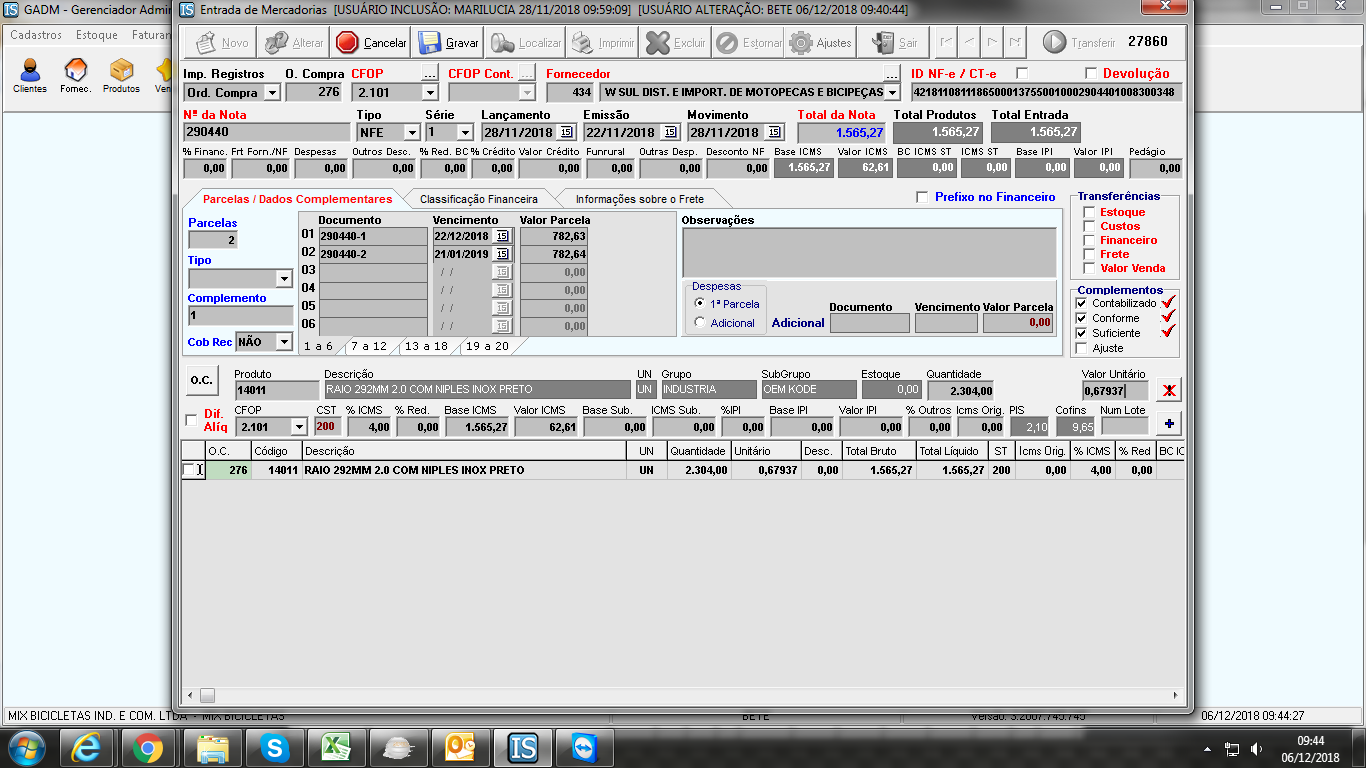 GADM - Gerenciador Admin
Entrada de Mercadorias [USUÁRIO INCLUSÃO: MARILUCIA 28/11/2018 09:59:09] [USUÁRIO ALTERAÇÃO: BETE 06/12/2018 09:40:44]
Cadastros Estoque Faturan
Clientes Fornec. Produtos Ven
Novo Alterar Cancelar Gravar Localizar Imprimir Excluir Estornar Ajustes Sair Transferir 27860
Imp. Registros O. Compra CFOP ... CFOP Cont. ... Fornecedor ... ID NF-e / CT-e Devolução
Ord. Compra 276 2.101 434 W SUL DIST. E IMPORT. DE MOTOPECAS E BICIPEÇAS 42181108111865000137550010002904401008300348
Nª da Nota Tipo Série Lançamento Emissão Movimento Total da Nota Total Produtos Total Entrada
290440 NFE 1 28/11/2018 15 22/11/2018 15 28/11/2018 15 1.565,27 1.565,27 1.565,27
% Financ. Frt Forn./NF Despesas Outros Desc. % Red. BC % Crédito Valor Crédito Funrural Outras Desp. Desconto NF Base ICMS Valor ICMS BC ICMS ST ICMS ST Base IPI Valor IPI Pedágio
0,00 0,00 0,00 0,00 0,00 0,00 0,00 0,00 0,00 0,00 1.565,27 62,61 0,00 0,00 0,00 0,00 0,00
Parcelas / Dados Complementares Classificação Financeira Informações sobre o Frete Prefixo no Financeiro
Parcelas
2
Tipo
Complemento
1
Cob Rec NÃO
Documento Vencimento Valor Parcela
01 290440-1 22/12/2018 15 782,63
02 290440-2 21/01/2019 15 782,64
03 / / 15 0,00
04 / / 15 0,00
05 / / 15 0,00
06 / / 15 0,00
1 a 6 7 a 12 13 a 18 19 a 20
Observações
Despesas
1ª Parcela
Adicional
Documento Vencimento Valor Parcela
Adicional 0,00
Transferências
Estoque
Custos
Financeiro
Frete
Valor Venda
Complementos
Contabilizado
Conforme
Suficiente
Ajuste
O.C.
Produto Descrição UN Grupo SubGrupo Estoque Quantidade Valor Unitário
14011 RAIO 292MM 2.0 COM NIPLES INOX PRETO UN INDUSTRIA OEM KODE 0,00 2.304,00 0,67937 X
Dif. Alíq
CFOP CST % ICMS % Red. Base ICMS Valor ICMS Base Sub. ICMS Sub. %IPI Base IPI Valor IPI % Outros Icms Orig. PIS Cofins Num Lote
2.101 200 4,00 0,00 1.565,27 62,61 0,00 0,00 0,00 0,00 0,00 0,00 0,00 2,10 9,65 +
O.C. Código Descrição UN Quantidade Unitário Desc. Total Bruto Total Líquido ST Icms Orig. % ICMS % Red BC IC
276 14011 RAIO 292MM 2.0 COM NIPLES INOX PRETO UN 2.304,00 0,67937 0,00 1.565,27 1.565,27 200 0,00 4,00 0,00
MIX BICICLETAS IND. E COM. LTDA - MIX BICICLETAS BETE Versão: 3.2007.745.745 06/12/2018 09:44:27
IS
09:44
06/12/2018